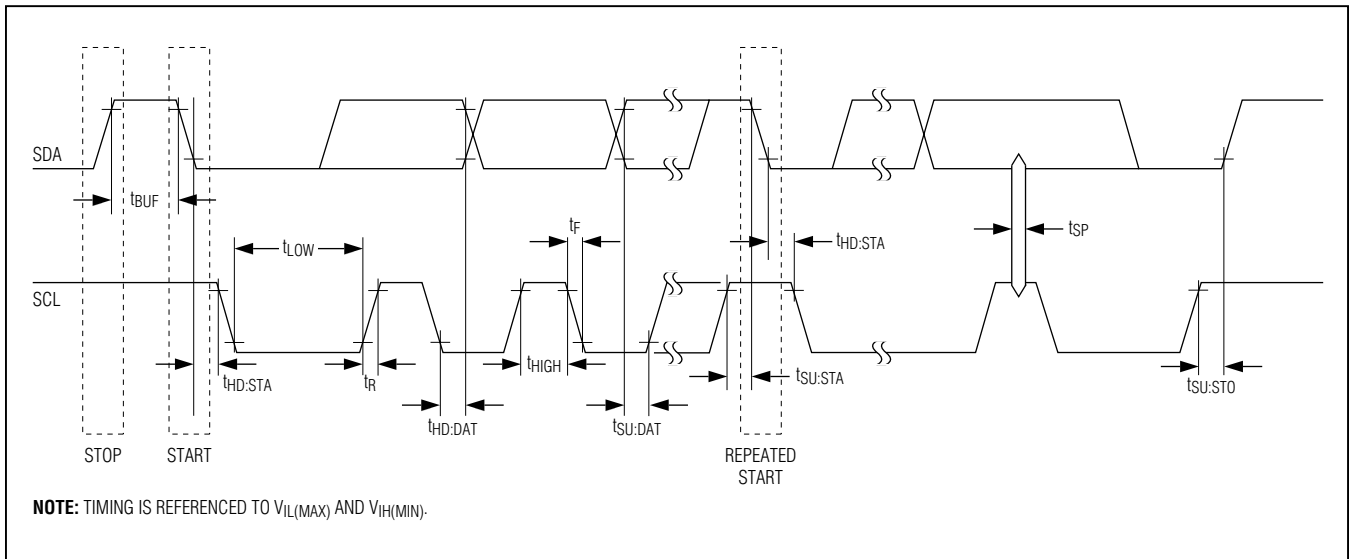 SDA
tBUF
tLOW
tF
tHD:STA
tSP
SCL
tHD:STA
tR
tHIGH
tHD:DAT
tSU:DAT
tSU:STA
tSU:STO
STOP
START
REPEATED
START
NOTE: TIMING IS REFERENCED TO VIL(MAX) AND VIH(MIN).